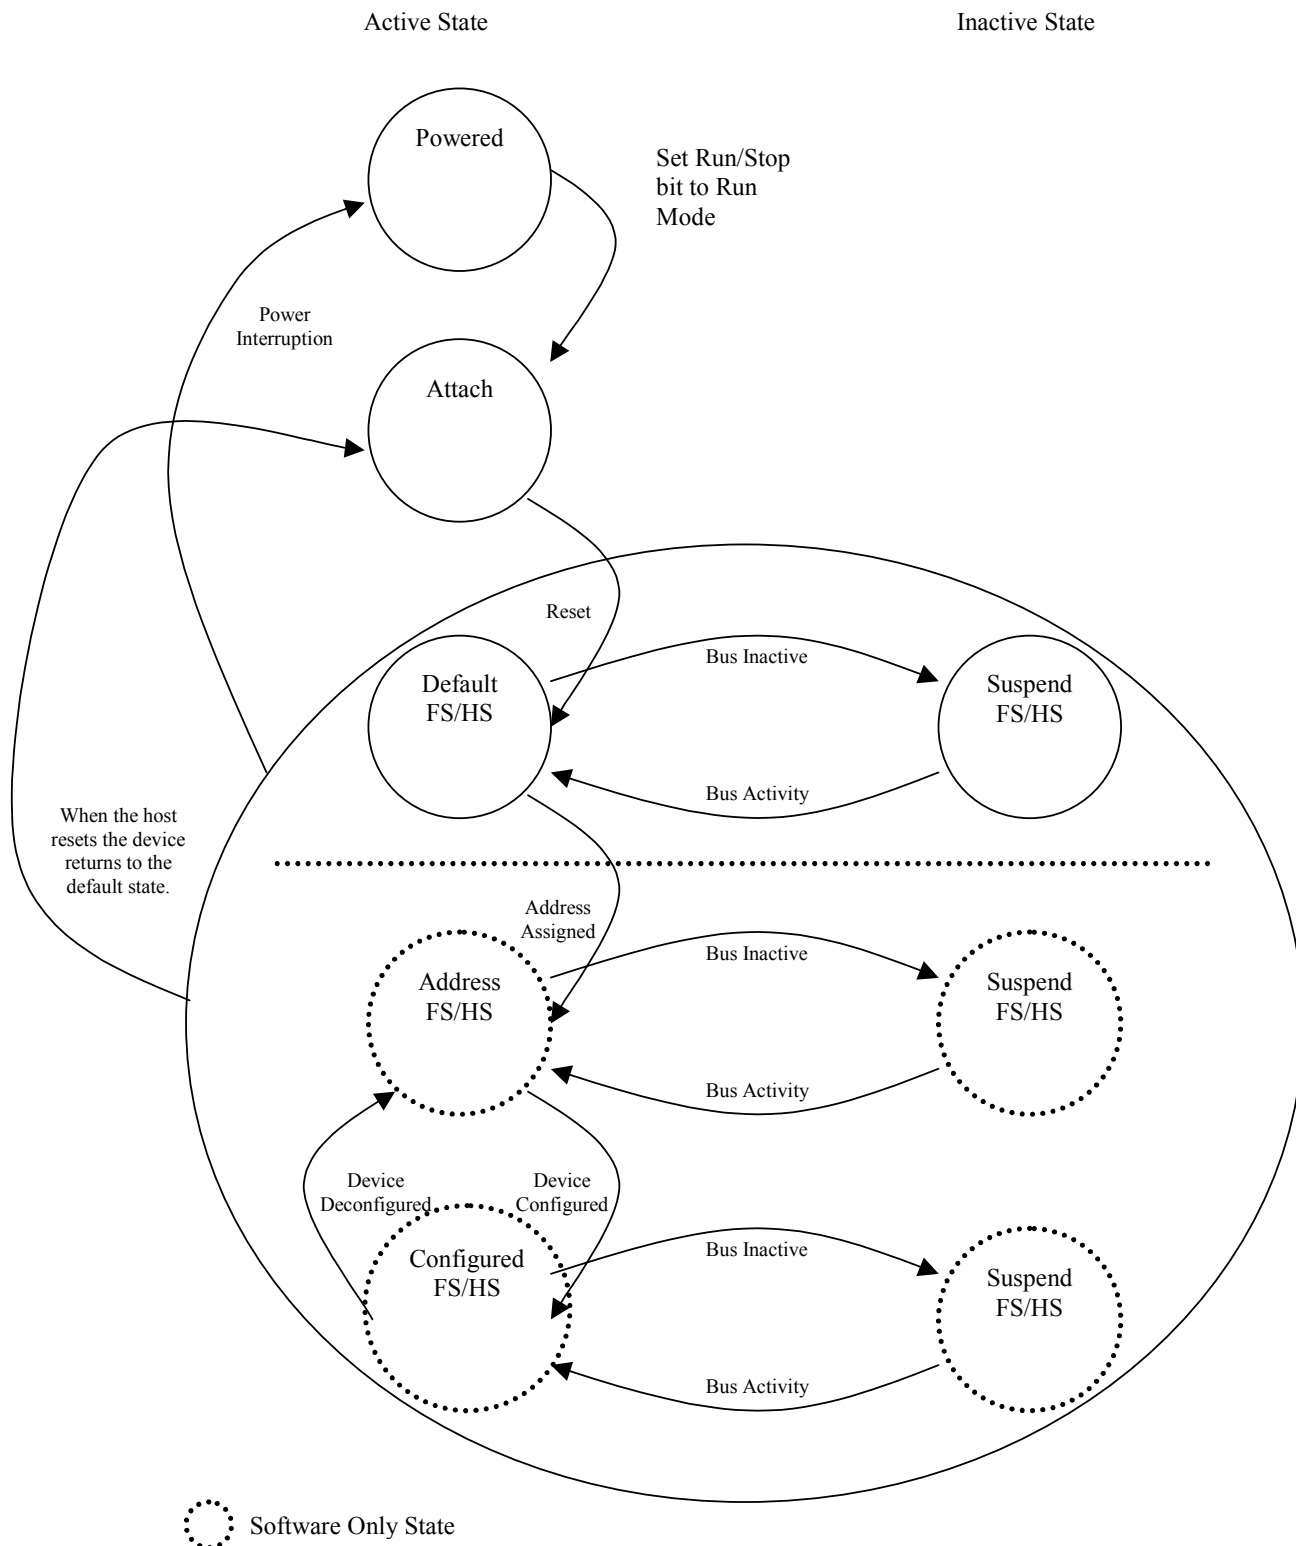 Active State
Inactive State
Powered
Set Run/Stop
bit to Run
Mode
Power
Interruption
Attach
Reset
Default
FS/HS
Bus Inactive
Suspend
FS/HS
Bus Activity
When the host
resets the device
returns to the
default state.
Address
Assigned
Address
FS/HS
Bus Inactive
Suspend
FS/HS
Bus Activity
Device
Deconfigured
Device
Configured
Configured
FS/HS
Bus Inactive
Suspend
FS/HS
Bus Activity
Software Only State